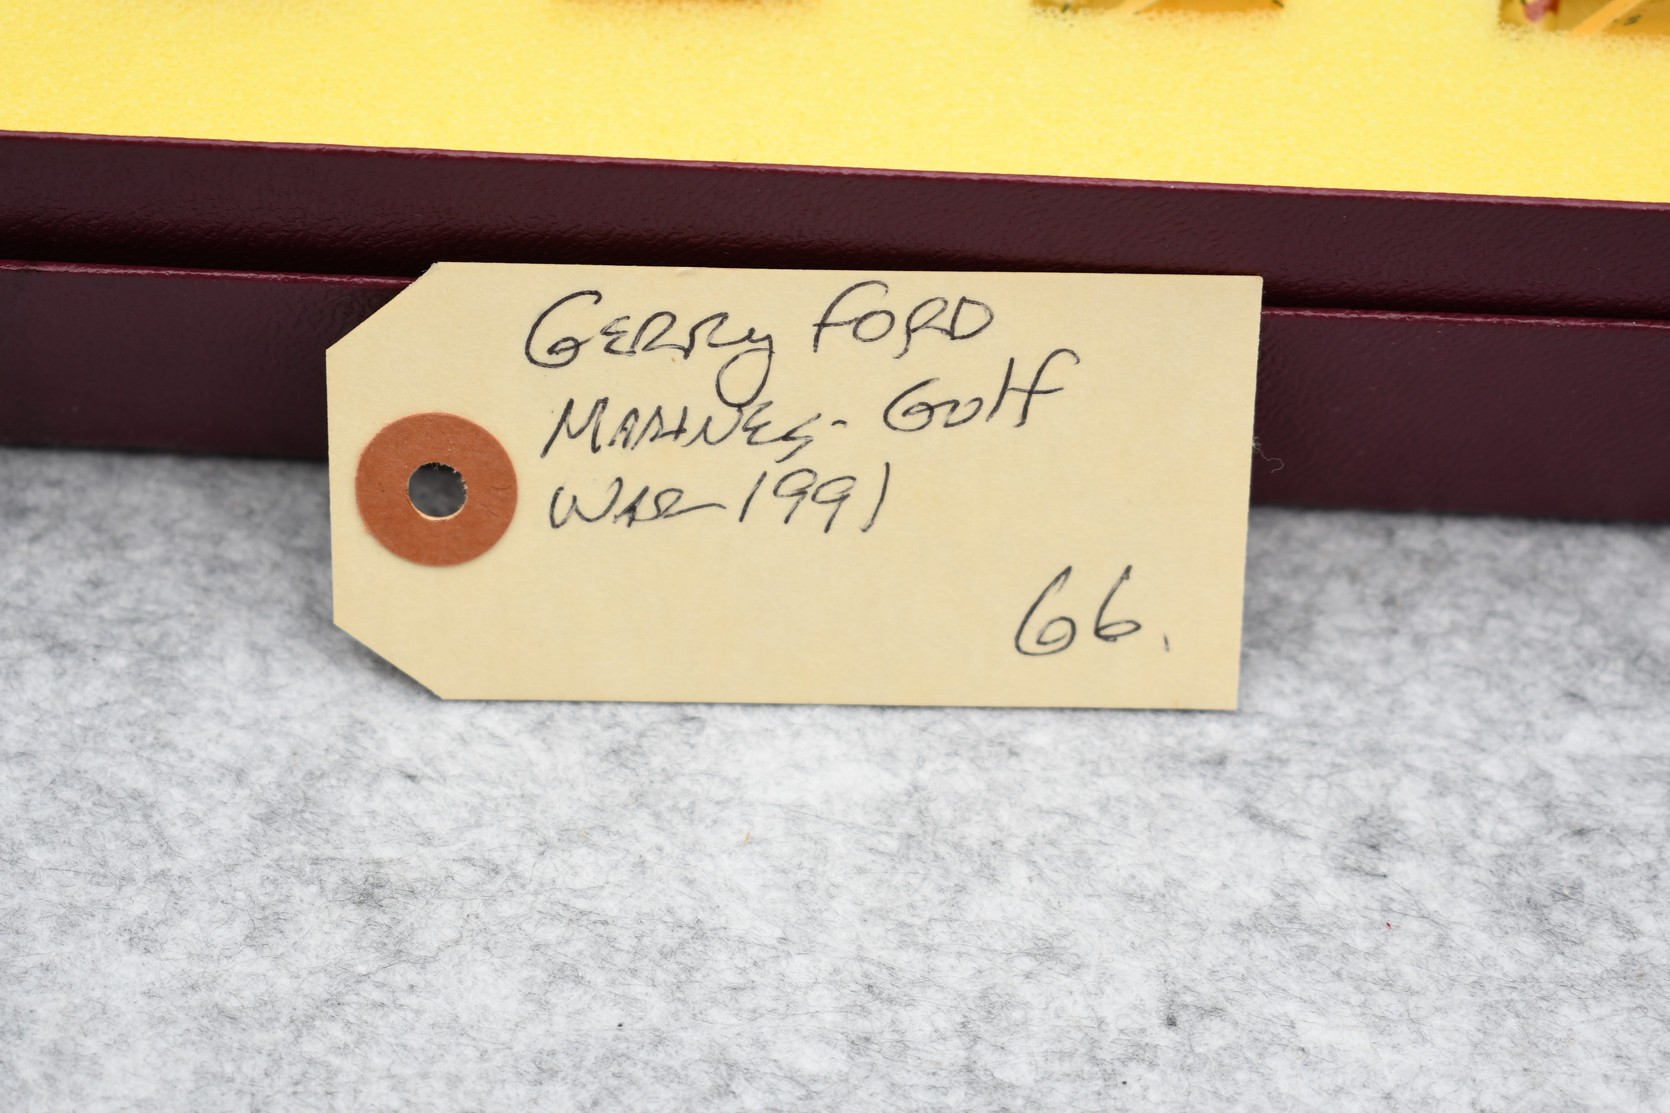 GERRY FORD
MARINES - Gulf
WAR 1991
66.